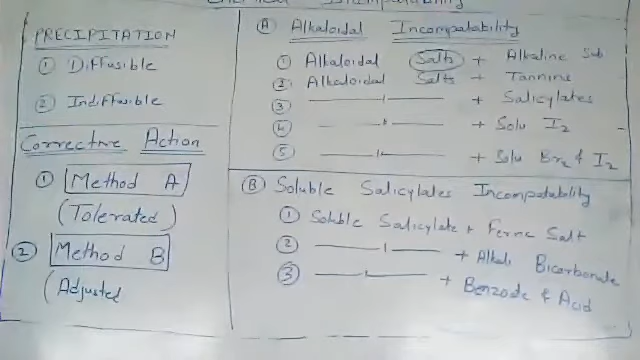 Chemical Incompatability
PRECIPITATION
① Diffusible
② Indiffusible
Corrective Action
① Method A
(Tolerated)
② Method B
(Adjusted
Ⓐ Alkaloidal Incompatability
① Alkaloidal Salts + Alkaline Sub
② Alkaloidal Salts + Tannins
③ —— " —— + Salicylates
④ —— " —— + Solu I₂
⑤ —— " —— + Solu Br₂ & I₂
Ⓑ Soluble Salicylates Incompatability
① Soluble Salicylate + Ferric Salt
② —— " —— + Alkali Bicarbonate
③ —— " —— + Benzoate & Acid